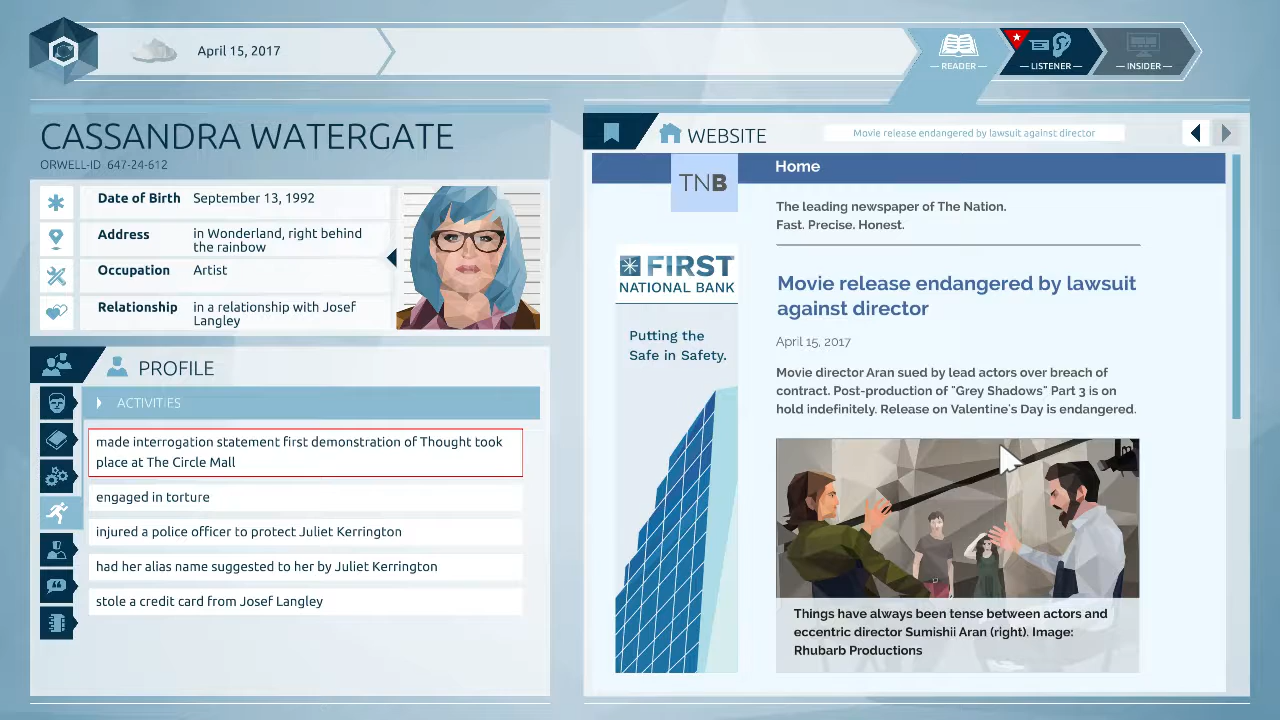 April 15, 2017
READER
LISTENER
INSIDER
CASSANDRA WATERGATE
ORWELL-ID 647-24-612
Date of Birth September 13, 1992
Address in Wonderland, right behind
the rainbow
Occupation Artist
Relationship in a relationship with Josef
Langley
PROFILE
ACTIVITIES
made interrogation statement first demonstration of Thought took
place at The Circle Mall
engaged in torture
injured a police officer to protect Juliet Kerrington
had her alias name suggested to her by Juliet Kerrington
stole a credit card from Josef Langley
WEBSITE
Movie release endangered by lawsuit against director
TNB
Home
The leading newspaper of The Nation.
Fast. Precise. Honest.
FIRST
NATIONAL BANK
Putting the
Safe in Safety.
Movie release endangered by lawsuit
against director
April 15, 2017
Movie director Aran sued by lead actors over breach of
contract. Post-production of "Grey Shadows" Part 3 is on
hold indefinitely. Release on Valentine's Day is endangered.
Things have always been tense between actors and
eccentric director Sumishii Aran (right). Image:
Rhubarb Productions